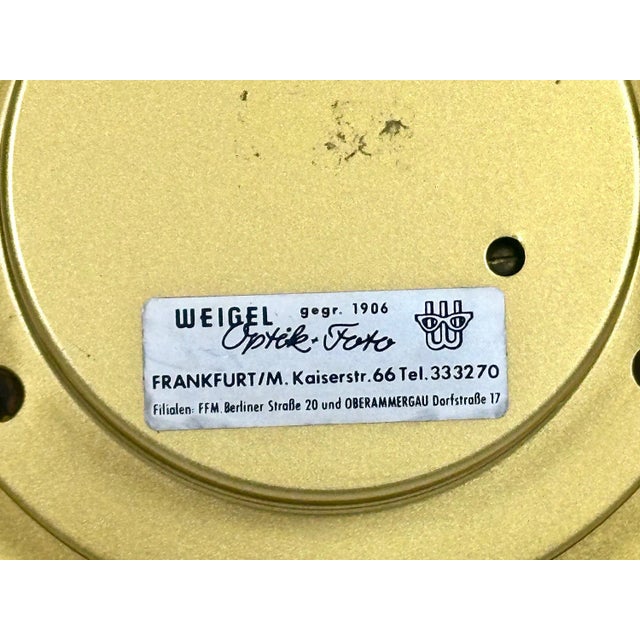 WEIGEL gegr. 1906
Optik-Foto
FRANKFURT/M. Kaiserstr. 66 Tel. 333270
Filialen: FFM. Berliner Straße 20 und OBERAMMERGAU Dorfstraße 17